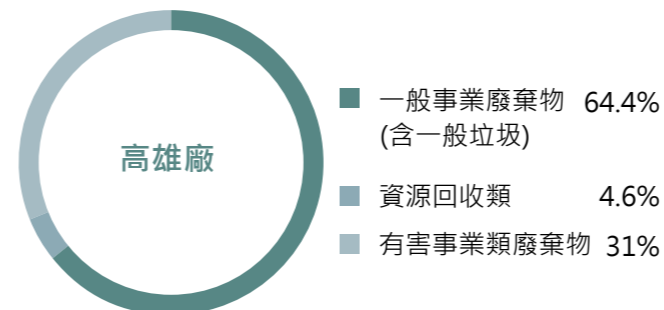 高雄廠
一般事業廢棄物 64.4%
(含一般垃圾)
資源回收類 4.6%
有害事業類廢棄物 31%